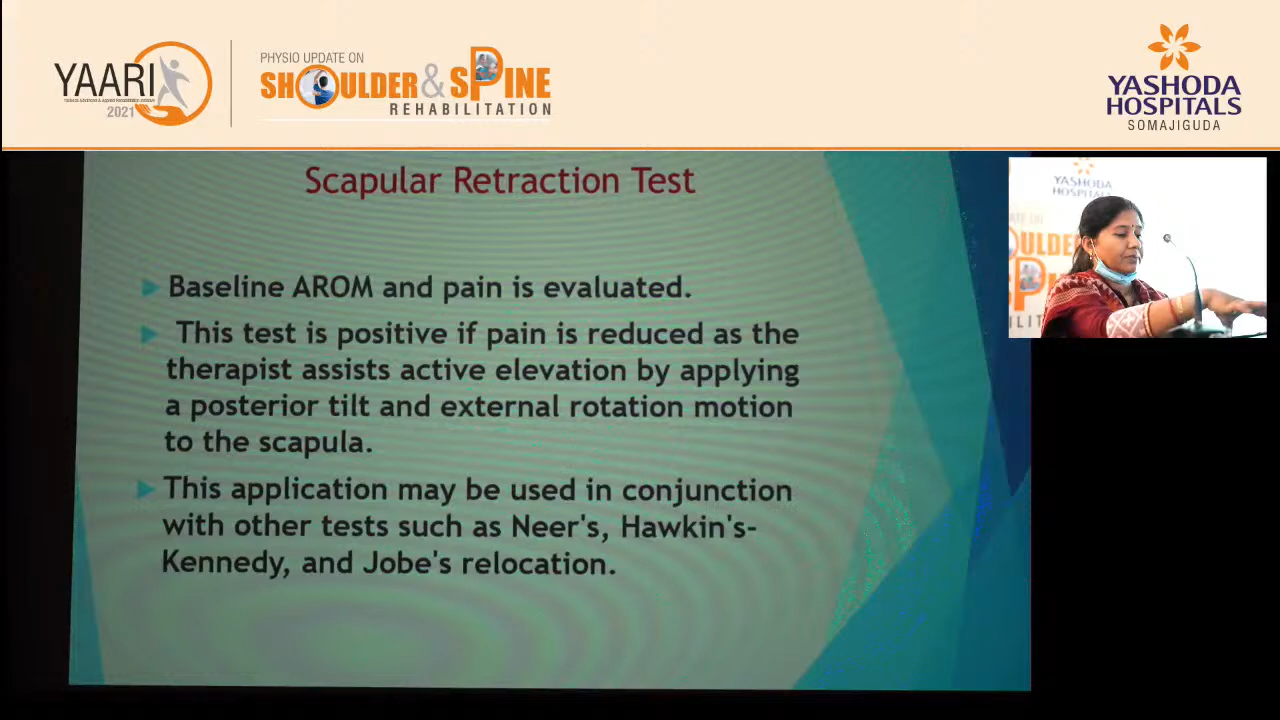 YAARI
2021
PHYSIO UPDATE ON
SHOULDER & SPINE
REHABILITATION
YASHODA
HOSPITALS
SOMAJIGUDA
Scapular Retraction Test
Baseline AROM and pain is evaluated.
This test is positive if pain is reduced as the
therapist assists active elevation by applying
a posterior tilt and external rotation motion
to the scapula.
This application may be used in conjunction
with other tests such as Neer's, Hawkin's-
Kennedy, and Jobe's relocation.
YASHODA
HOSPITALS